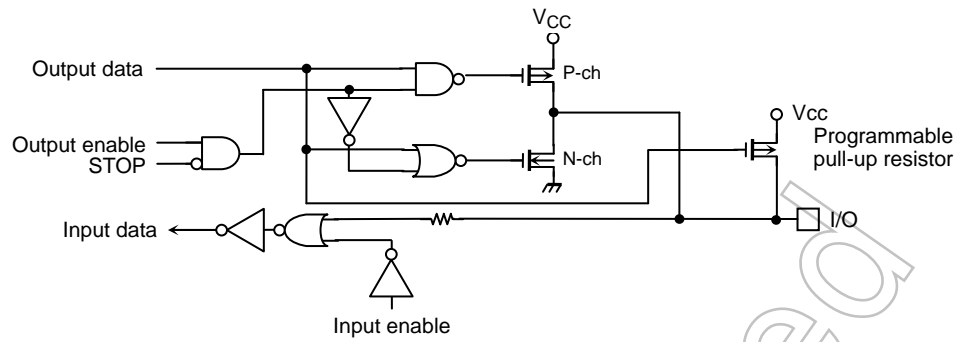 VCC
Output data
P-ch
Vcc
Programmable
pull-up resistor
Output enable
STOP
N-ch
Input data
I/O
Input enable